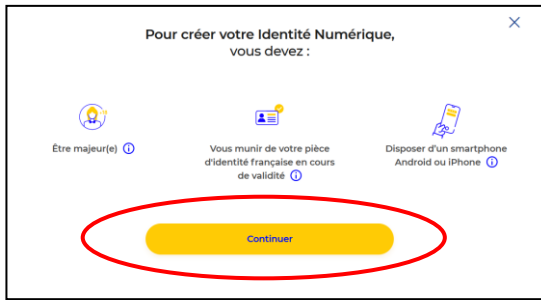 Pour créer votre Identité Numérique,
vous devez :
Être majeur(e)
Vous munir de votre pièce
d'identité française en cours
de validité
Disposer d'un smartphone
Android ou iPhone
Continuer